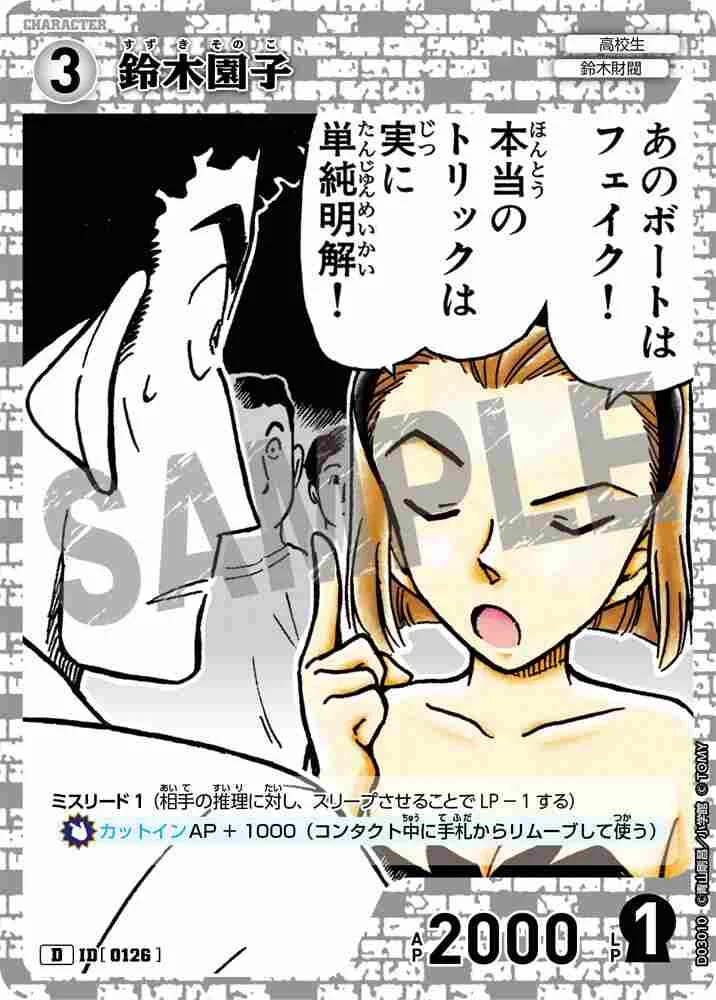 CHARACTER
3
すずきそのこ
鈴木園子
高校生
鈴木財閥
あのボートは
フェイク！
ほんとう
本当の
トリックは
じつ
実に
たんじゅんめいかい
単純明解！
SAMPLE
あいて すいり たい
ミスリード1（相手の推理に対し、スリープさせることでLP－1する）
ちゅう てふだ つか
カットイン AP＋1000（コンタクト中に手札からリムーブして使う）
D ID[0126]
AP 2000
LP 1
D03010 ©青山剛昌／小学館 ©TOMY